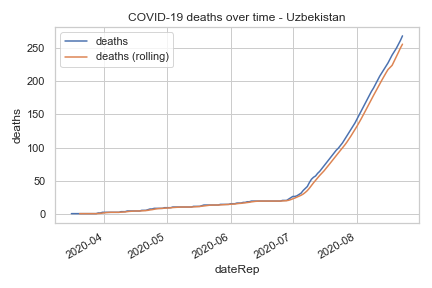 COVID-19 deaths over time - Uzbekistan
deaths
deaths (rolling)
250
200
150
100
50
0
deaths
2020-04
2020-05
2020-06
2020-07
2020-08
dateRep